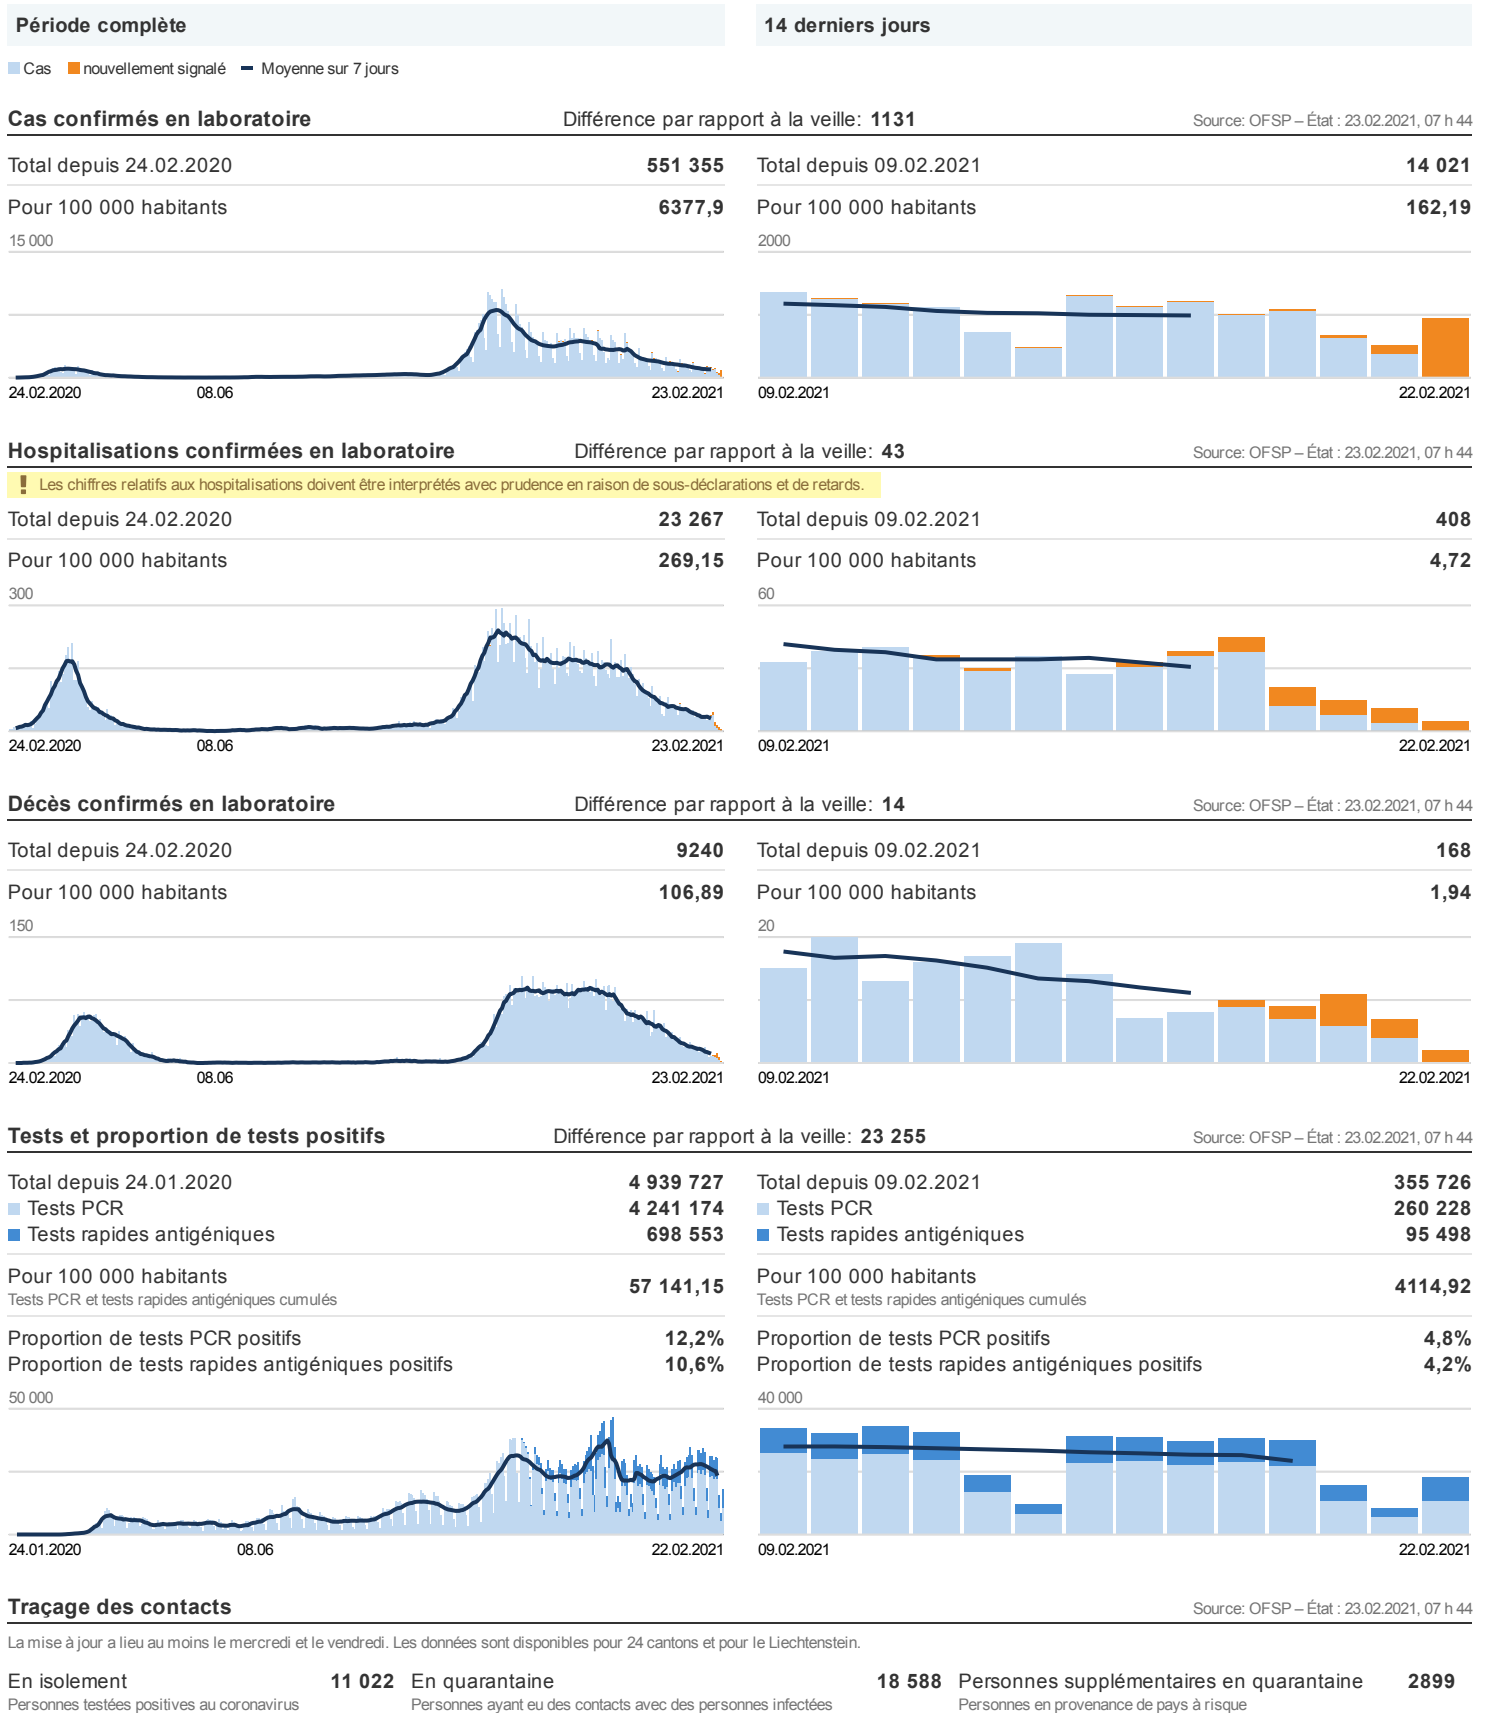 Période complète
14 derniers jours
Cas nouvellement signalé Moyenne sur 7 jours
Cas confirmés en laboratoire Différence par rapport à la veille: 1131 Source: OFSP – État : 23.02.2021, 07 h 44
Total depuis 24.02.2020 551 355
Pour 100 000 habitants 6377,9
15 000
24.02.2020 08.06 23.02.2021
Total depuis 09.02.2021 14 021
Pour 100 000 habitants 162,19
2000
09.02.2021 22.02.2021
Hospitalisations confirmées en laboratoire Différence par rapport à la veille: 43 Source: OFSP – État : 23.02.2021, 07 h 44
! Les chiffres relatifs aux hospitalisations doivent être interprétés avec prudence en raison de sous-déclarations et de retards.
Total depuis 24.02.2020 23 267
Pour 100 000 habitants 269,15
300
24.02.2020 08.06 23.02.2021
Total depuis 09.02.2021 408
Pour 100 000 habitants 4,72
60
09.02.2021 22.02.2021
Décès confirmés en laboratoire Différence par rapport à la veille: 14 Source: OFSP – État : 23.02.2021, 07 h 44
Total depuis 24.02.2020 9240
Pour 100 000 habitants 106,89
150
24.02.2020 08.06 23.02.2021
Total depuis 09.02.2021 168
Pour 100 000 habitants 1,94
20
09.02.2021 22.02.2021
Tests et proportion de tests positifs Différence par rapport à la veille: 23 255 Source: OFSP – État : 23.02.2021, 07 h 44
Total depuis 24.01.2020 4 939 727
Tests PCR 4 241 174
Tests rapides antigéniques 698 553
Pour 100 000 habitants 57 141,15
Tests PCR et tests rapides antigéniques cumulés
Proportion de tests PCR positifs 12,2%
Proportion de tests rapides antigéniques positifs 10,6%
50 000
24.01.2020 08.06 22.02.2021
Total depuis 09.02.2021 355 726
Tests PCR 260 228
Tests rapides antigéniques 95 498
Pour 100 000 habitants 4114,92
Tests PCR et tests rapides antigéniques cumulés
Proportion de tests PCR positifs 4,8%
Proportion de tests rapides antigéniques positifs 4,2%
40 000
09.02.2021 22.02.2021
Traçage des contacts Source: OFSP – État : 23.02.2021, 07 h 44
La mise à jour a lieu au moins le mercredi et le vendredi. Les données sont disponibles pour 24 cantons et pour le Liechtenstein.
En isolement 11 022
Personnes testées positives au coronavirus
En quarantaine 18 588
Personnes ayant eu des contacts avec des personnes infectées
Personnes supplémentaires en quarantaine 2899
Personnes en provenance de pays à risque